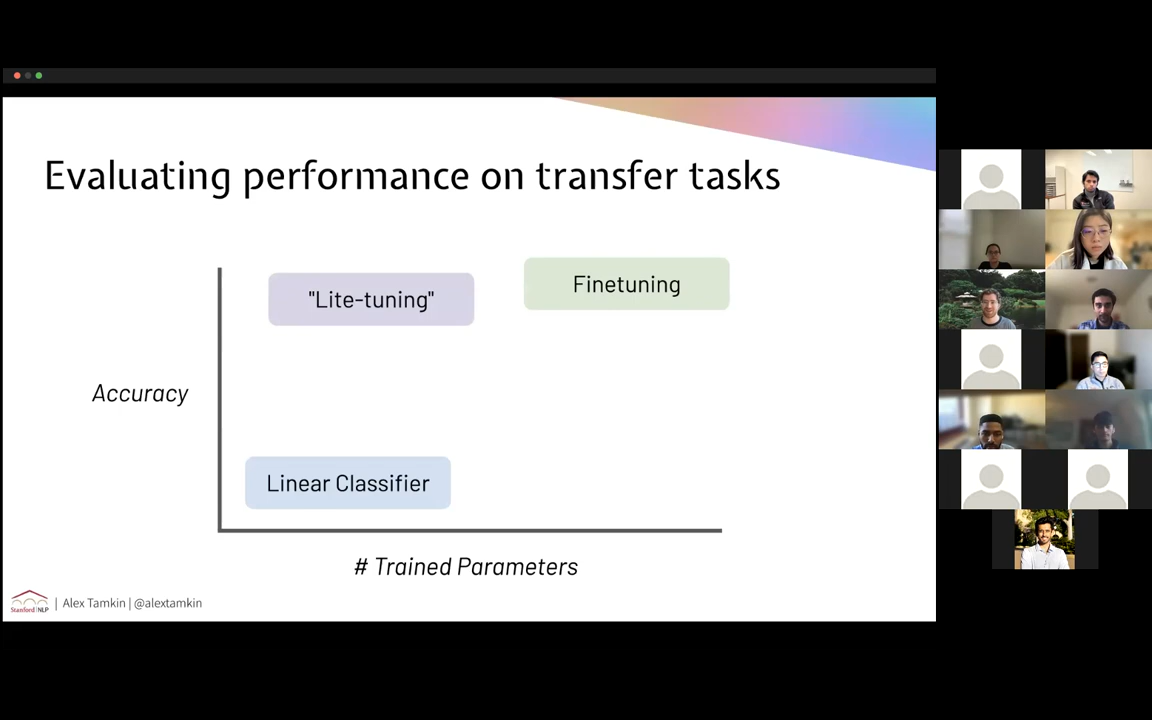 Evaluating performance on transfer tasks
"Lite-tuning"
Finetuning
Accuracy
Linear Classifier
# Trained Parameters
Stanford NLP | Alex Tamkin | @alextamkin